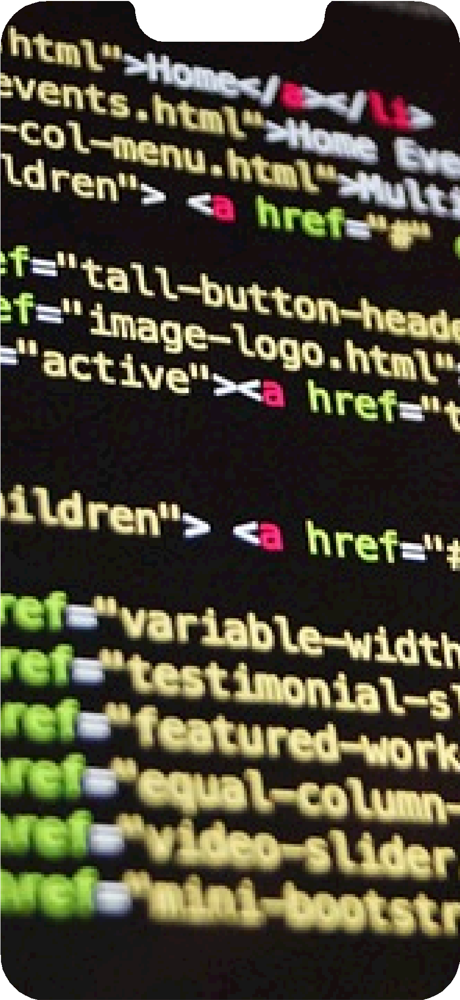 html">Home</a></li>
events.html">Home Eve
-col-menu.html">Multi
ldren"> <a href="#"
ef="tall-button-heade
ef="image-logo.html"
="active"><a href="t
ildren"> <a href="#
ref="variable-width
ref="testimonial-sl
ref="featured-work
ref="equal-column-
ref="video-slider.
ref="mini-bootstr